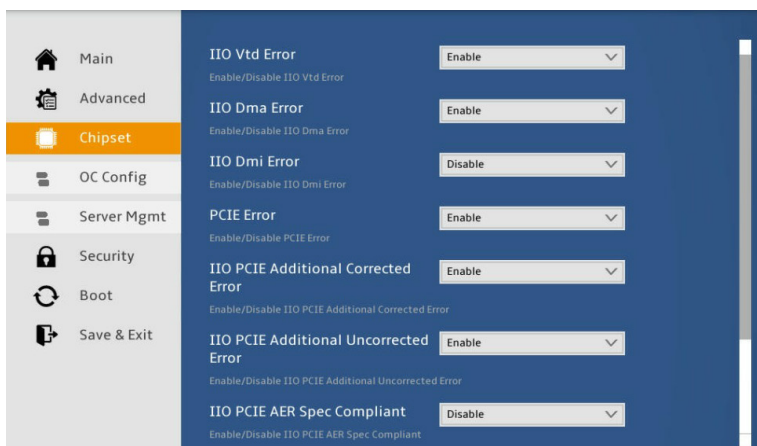 Main
Advanced
Chipset
OC Config
Server Mgmt
Security
Boot
Save & Exit
IIO Vtd Error
Enable
Enable/Disable IIO Vtd Error
IIO Dma Error
Enable
Enable/Disable IIO Dma Error
IIO Dmi Error
Disable
Enable/Disable IIO Dmi Error
PCIE Error
Enable
Enable/Disable PCIE Error
IIO PCIE Additional Corrected
Error
Enable
Enable/Disable IIO PCIE Additional Corrected Error
IIO PCIE Additional Uncorrected
Error
Enable
Enable/Disable IIO PCIE Additional Uncorrected Error
IIO PCIE AER Spec Compliant
Disable
Enable/Disable IIO PCIE AER Spec Compliant